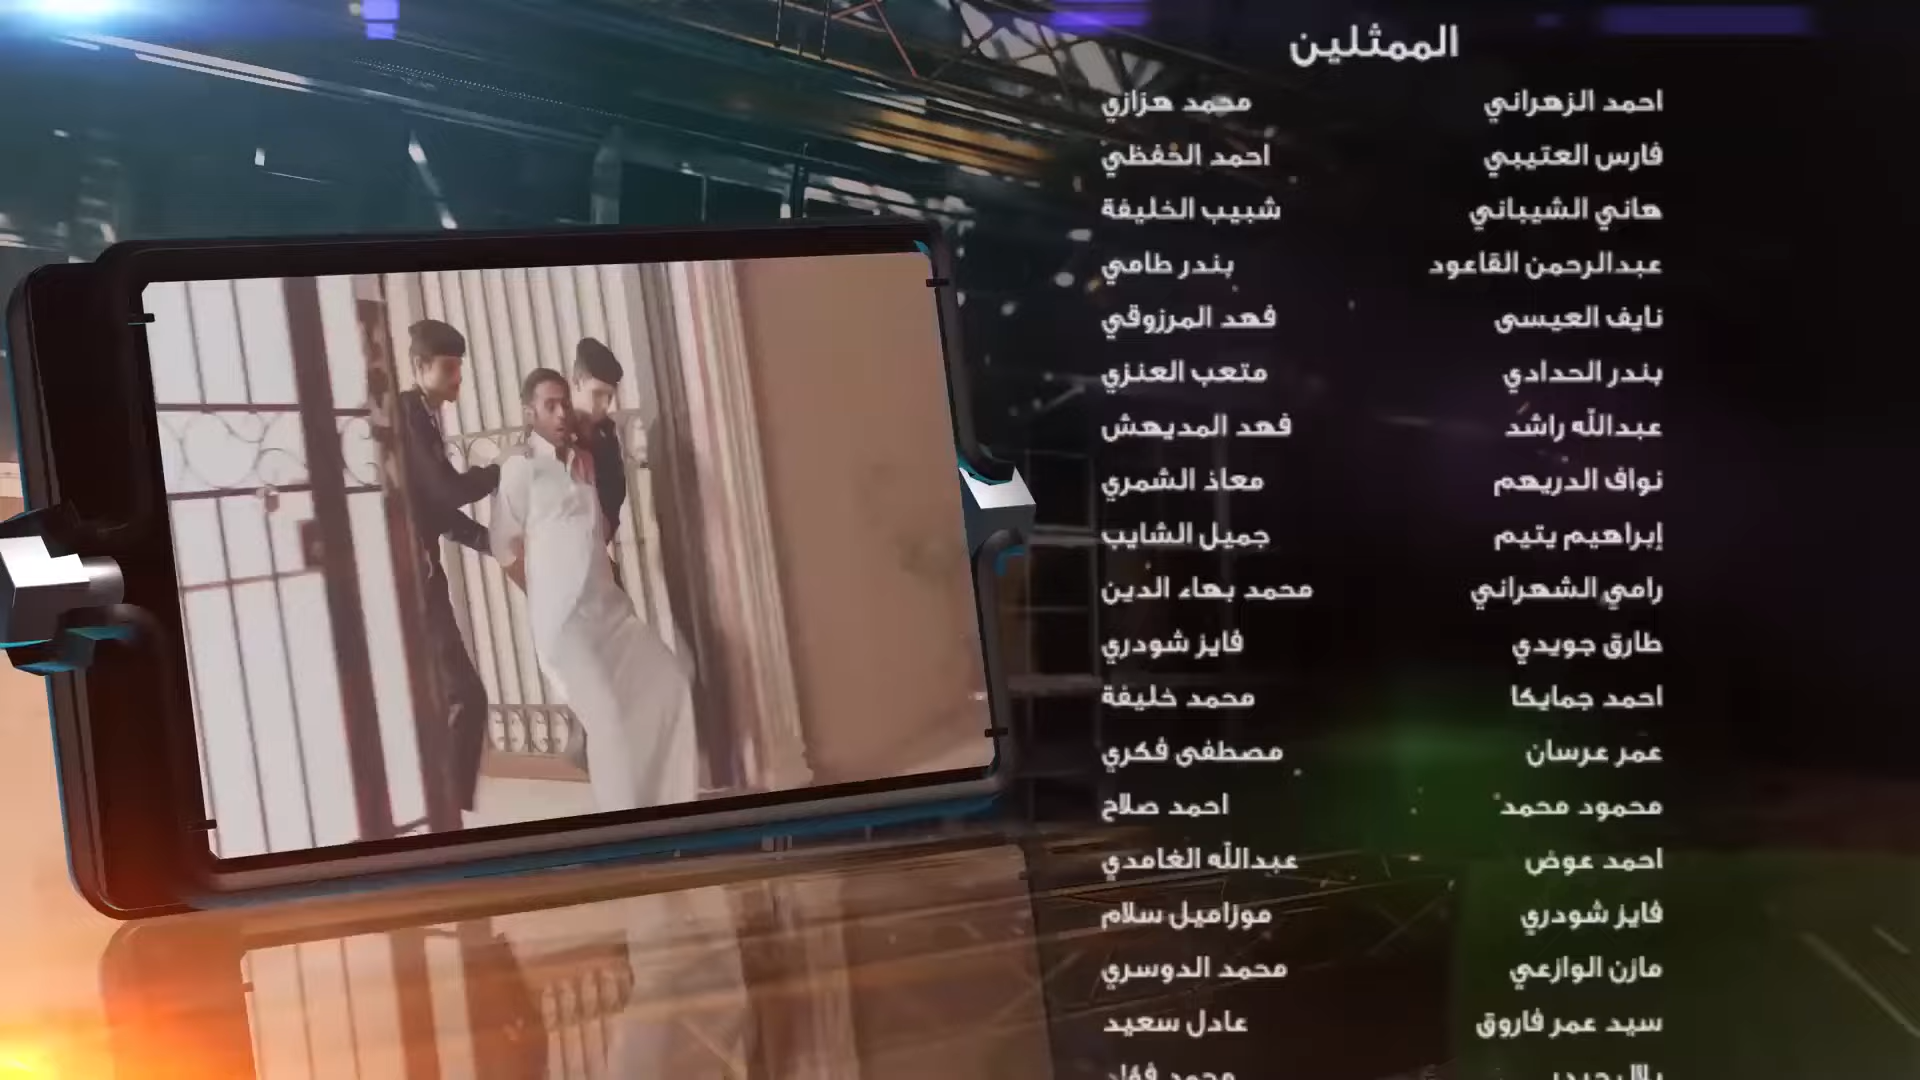 الممثلين
احمد الزهراني محمد هزازي
فارس العتيبي احمد الحفظي
هاني الشيباني شبيب الخليفة
عبدالرحمن القاعود بندر طامي
نايف العيسى فهد المرزوقي
بندر الحدادي متعب العنزي
عبدالله راشد فهد المديهش
نواف الدريهم معاذ الشمري
إبراهيم يتيم جميل الشايب
رامي الشهراني محمد بهاء الدين
طارق جويدي فايز شودري
احمد جمايكا محمد خليفة
عمر عرسان مصطفى فكري
محمود محمد احمد صلاح
احمد عوض عبدالله الغامدي
فايز شودري موزاميل سلام
مازن الوازعي محمد الدوسري
سيد عمر فاروق عادل سعيد